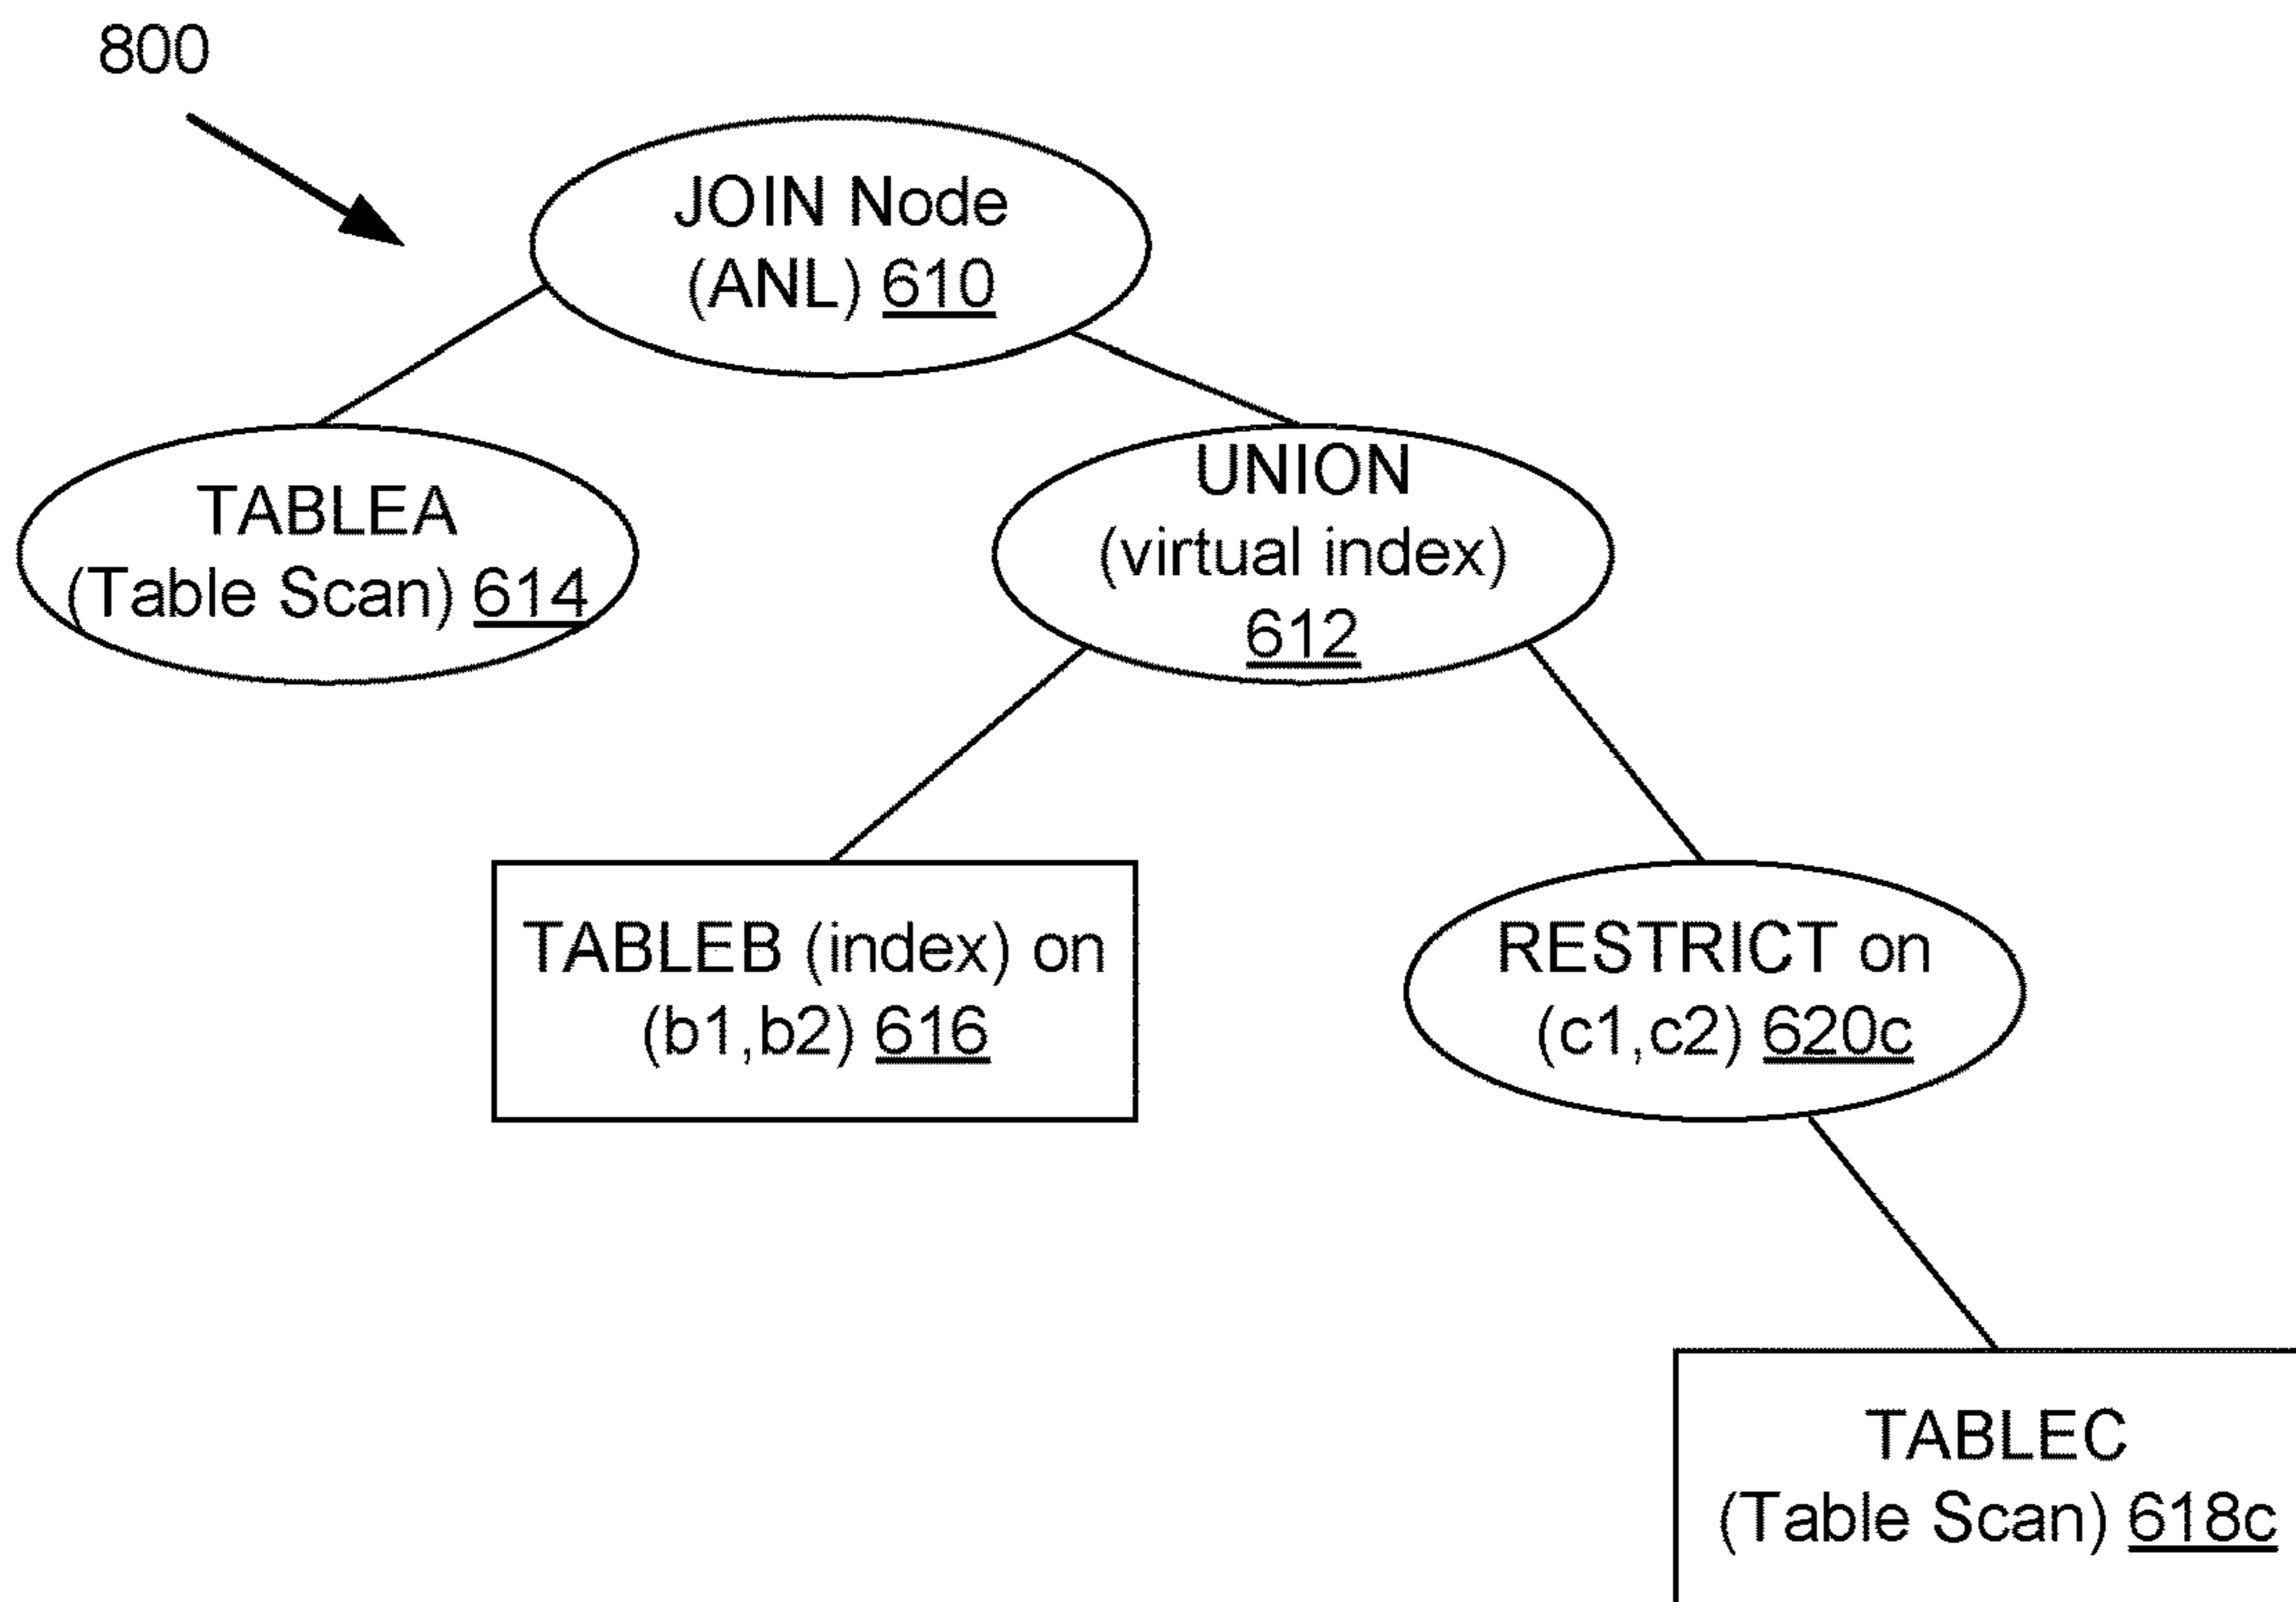 800
JOIN Node
(ANL) 610
TABLEA
(Table Scan) 614
UNION
(virtual index)
612
TABLEB (index) on
(b1,b2) 616
RESTRICT on
(c1,c2) 620c
TABLEC
(Table Scan) 618c